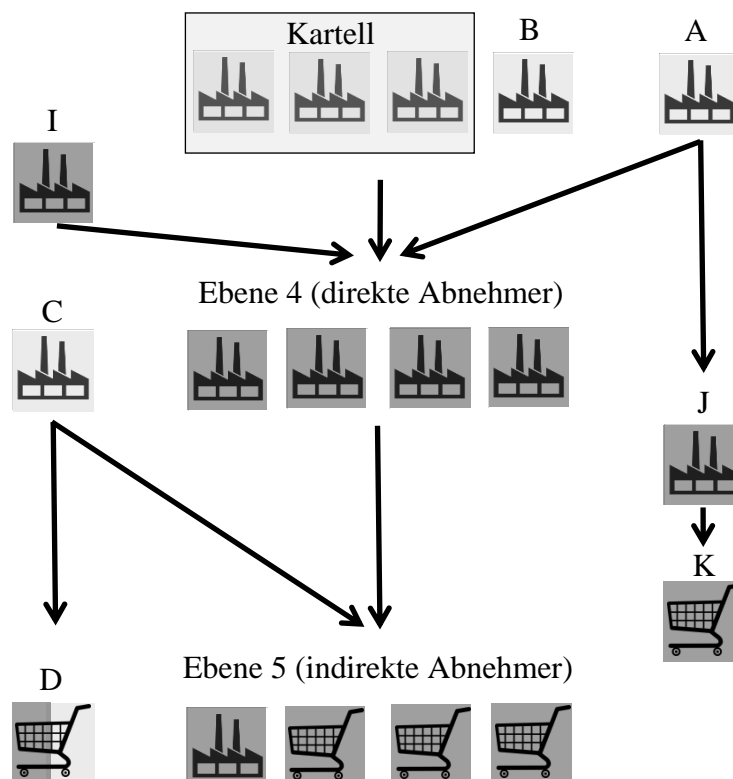 Kartell
B
A
I
Ebene 4 (direkte Abnehmer)
C
J
K
Ebene 5 (indirekte Abnehmer)
D